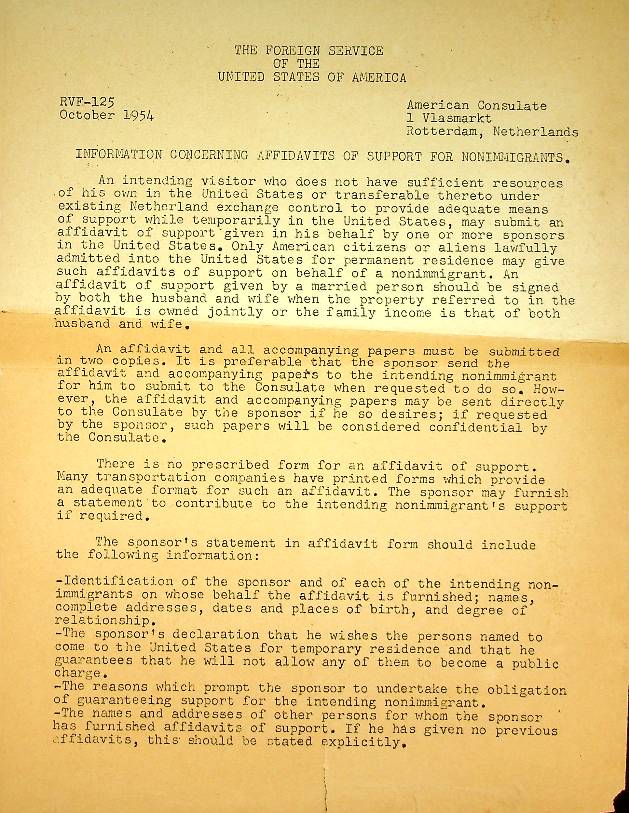 THE FOREIGN SERVICE
OF THE
UNITED STATES OF AMERICA
RVF-125
October 1954
American Consulate
1 Vlasmarkt
Rotterdam, Netherlands
INFORMATION CONCERNING AFFIDAVITS OF SUPPORT FOR NONIMMIGRANTS.
An intending visitor who does not have sufficient resources
of his own in the United States or transferable thereto under
existing Netherland exchange control to provide adequate means
of support while temporarily in the United States, may submit an
affidavit of support given in his behalf by one or more sponsors
in the United States. Only American citizens or aliens lawfully
admitted into the United States for permanent residence may give
such affidavits of support on behalf of a nonimmigrant. An
affidavit of support given by a married person should be signed
by both the husband and wife when the property referred to in the
affidavit is owned jointly or the family income is that of both
husband and wife.
An affidavit and all accompanying papers must be submitted
in two copies. It is preferable that the sponsor send the
affidavit and accompanying papers to the intending nonimmigrant
for him to submit to the Consulate when requested to do so. How-
ever, the affidavit and accompanying papers may be sent directly
to the Consulate by the sponsor if he so desires; if requested
by the sponsor, such papers will be considered confidential by
the Consulate.
There is no prescribed form for an affidavit of support.
Many transportation companies have printed forms which provide
an adequate format for such an affidavit. The sponsor may furnish
a statement to contribute to the intending nonimmigrant's support
if required.
The sponsor's statement in affidavit form should include
the following information:
-Identification of the sponsor and of each of the intending non-
immigrants on whose behalf the affidavit is furnished; names,
complete addresses, dates and places of birth, and degree of
relationship.
-The sponsor's declaration that he wishes the persons named to
come to the United States for temporary residence and that he
guarantees that he will not allow any of them to become a public
charge.
-The reasons which prompt the sponsor to undertake the obligation
of guaranteeing support for the intending nonimmigrant.
-The names and addresses of other persons for whom the sponsor
has furnished affidavits of support. If he has given no previous
affidavits, this should be stated explicitly.